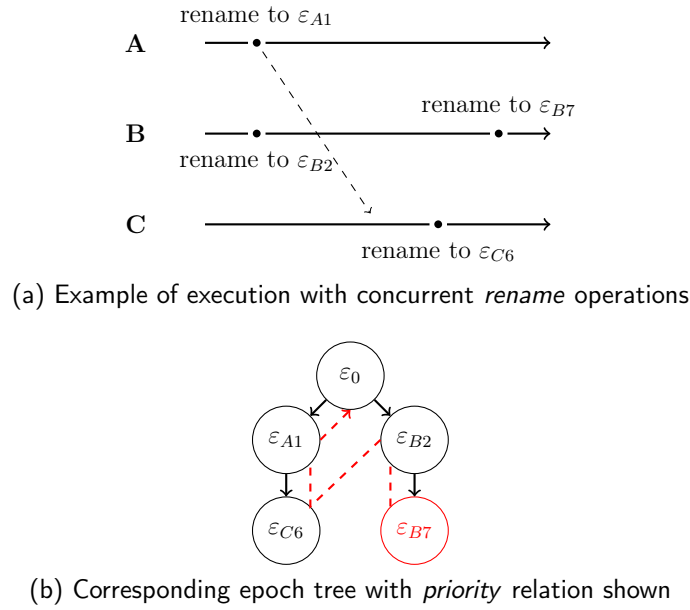 rename to εA1
A
rename to εB7
B
rename to εB2
C
rename to εC6
(a) Example of execution with concurrent rename operations
ε0
εA1
εB2
εC6
εB7
(b) Corresponding epoch tree with priority relation shown